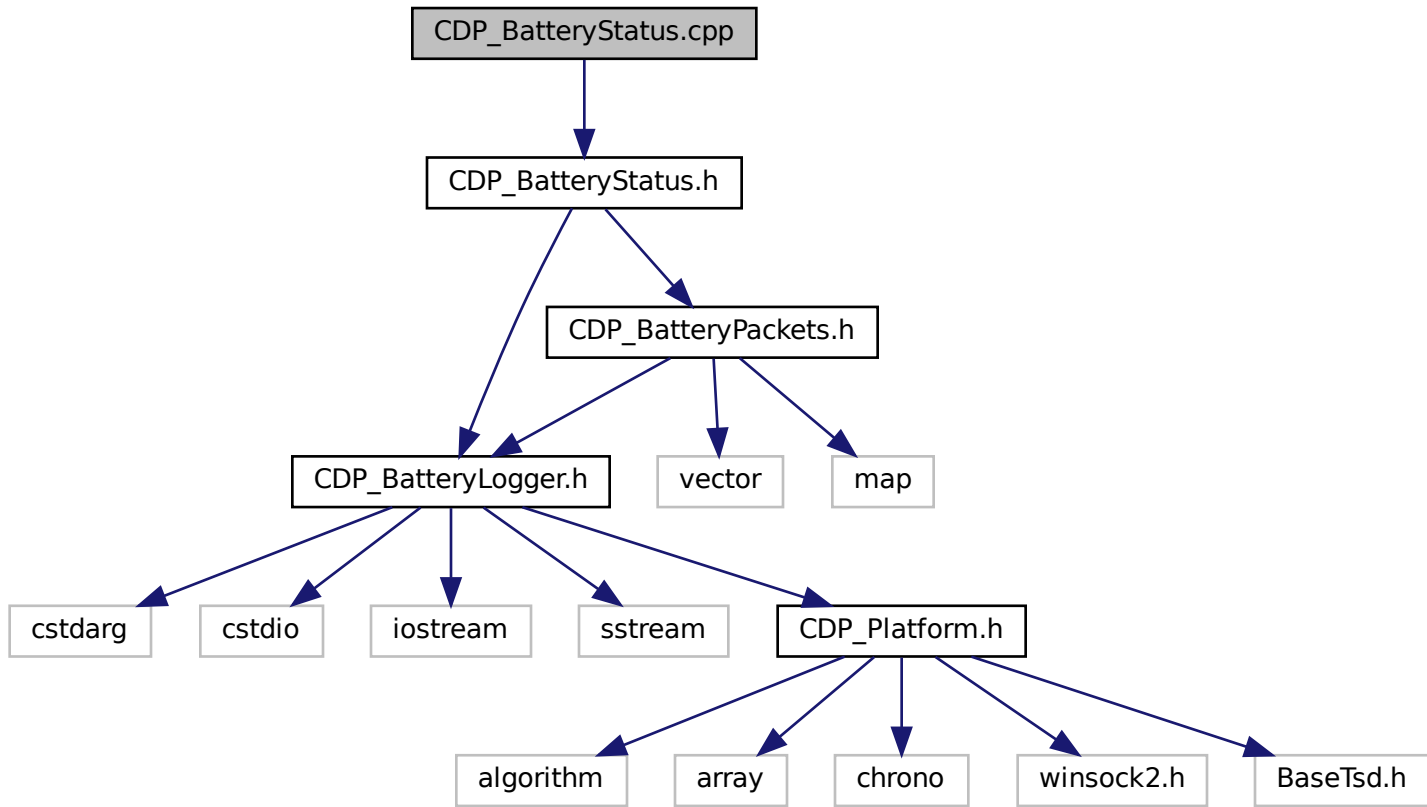 CDP_BatteryStatus.cpp
CDP_BatteryStatus.h
CDP_BatteryPackets.h
CDP_BatteryLogger.h
vector
map
cstdarg
cstdio
iostream
sstream
CDP_Platform.h
algorithm
array
chrono
winsock2.h
BaseTsd.h